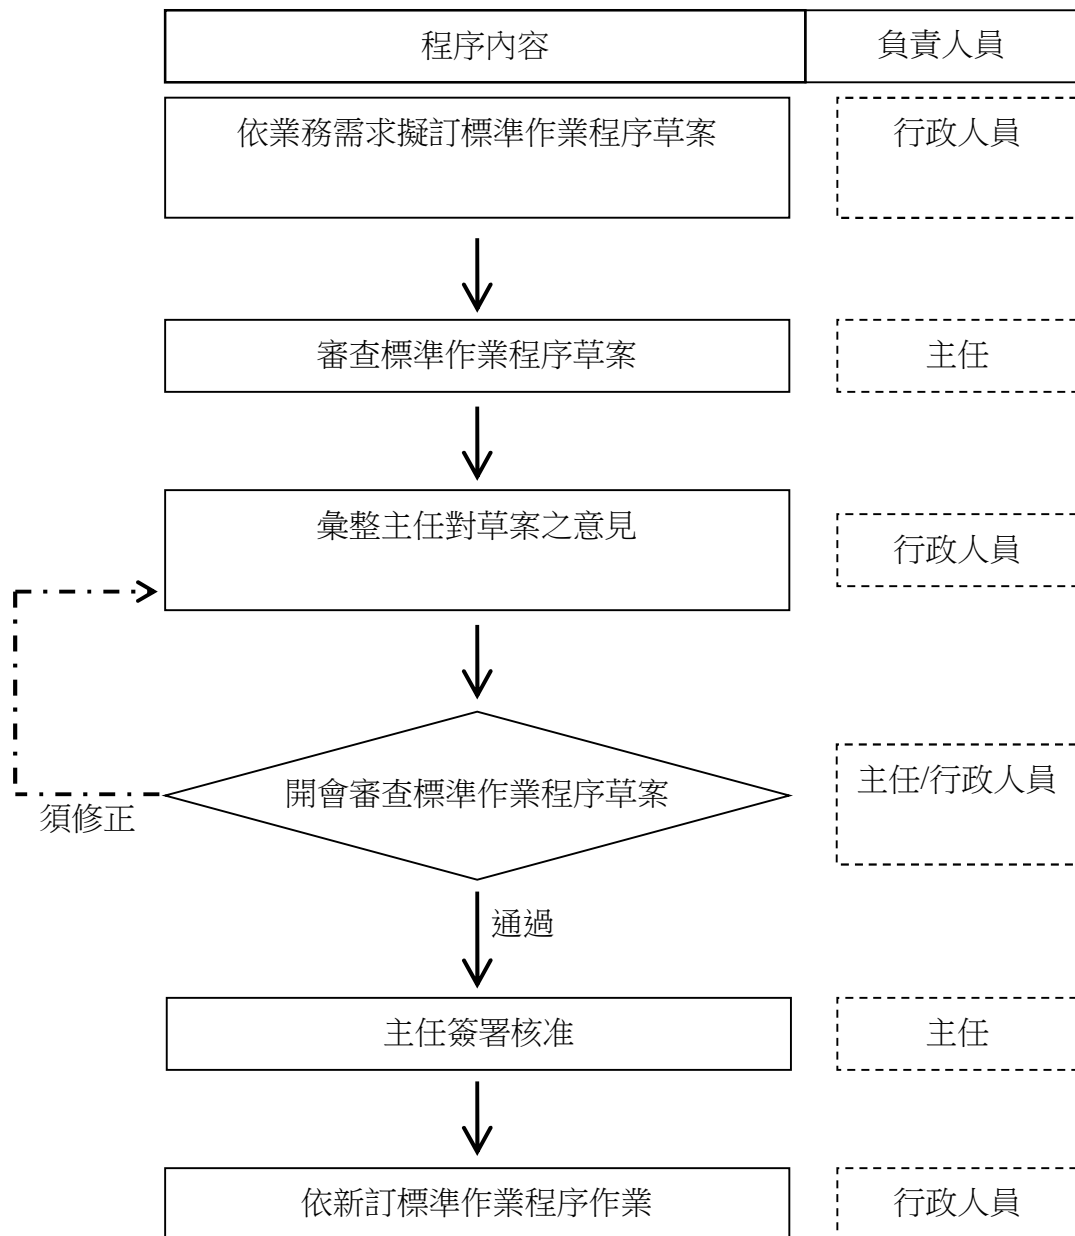 程序內容
負責人員
依業務需求擬訂標準作業程序草案
行政人員
審查標準作業程序草案
主任
彙整主任對草案之意見
行政人員
開會審查標準作業程序草案
主任/行政人員
須修正
通過
主任簽署核准
主任
依新訂標準作業程序作業
行政人員